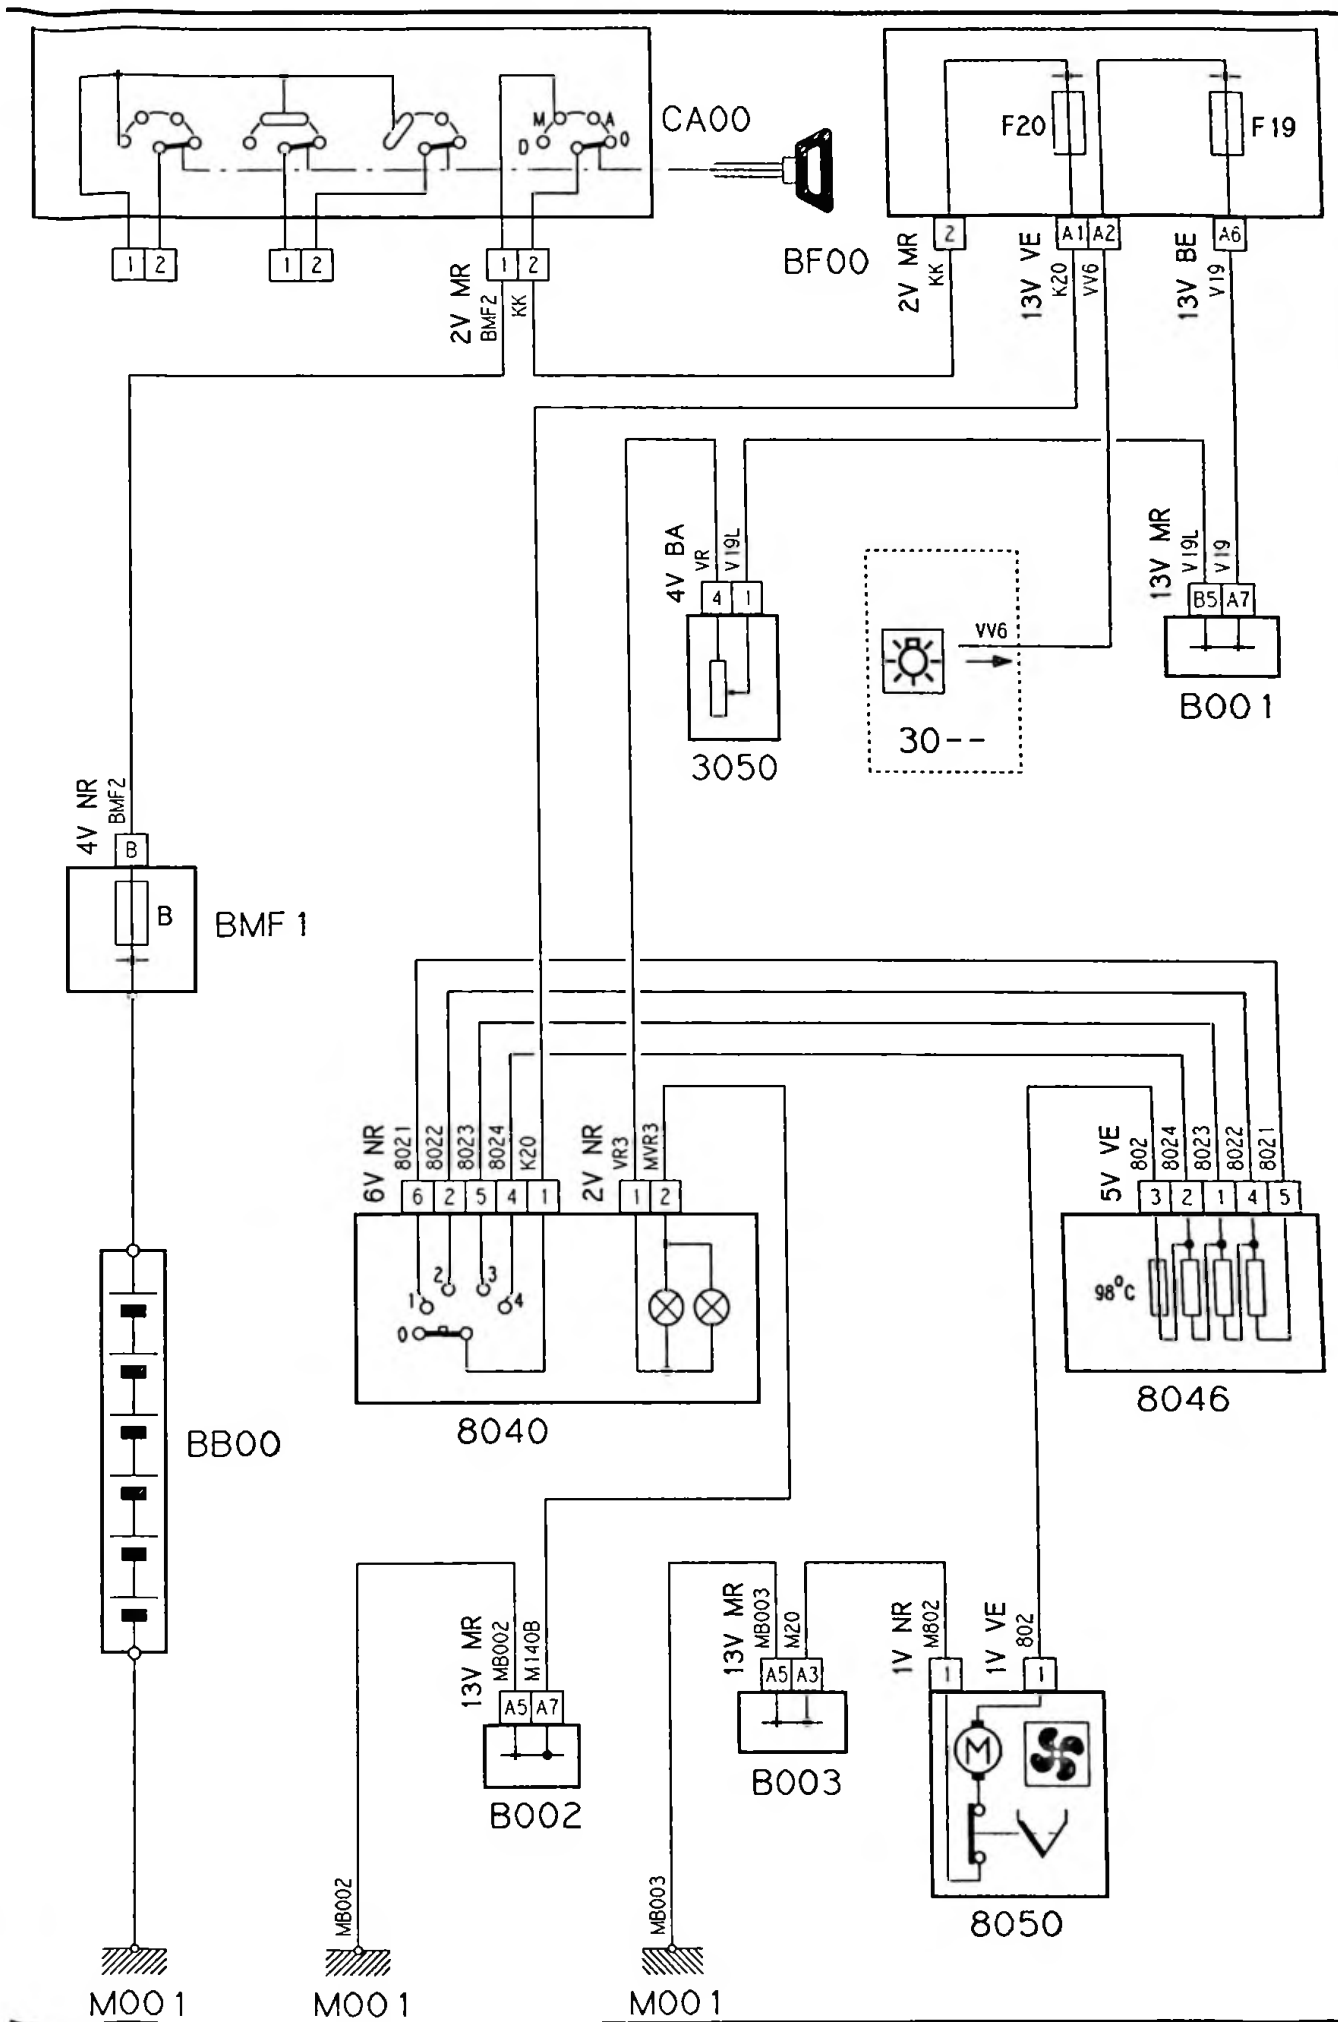 CA00
M A
D O
1 2
1 2
1 2
2V MR
BMF2
KK
BF00
F20
F19
2
A1 A2
A6
2V MR
KK
13V VE
K20
VV6
13V BE
V19
4V BA
VR
V19L
4 1
3050
VV6
30--
13V MR
V19L
V19
B5 A7
B001
4V NR
BMF2
B
B
BMF1
6V NR
8021
8022
8023
8024
K20
6 2 5 4 1
2V NR
VR3
MVR3
1 2
0 1 2 3 4
8040
5V VE
802
8024
8023
8022
8021
3 2 1 4 5
98°C
8046
BB00
13V MR
MB002
M140B
A5 A7
B002
13V MR
MB003
M20
A5 A3
B003
1V NR
M802
1
1V VE
802
1
M
8050
MB002
MB003
M001
M001
M001